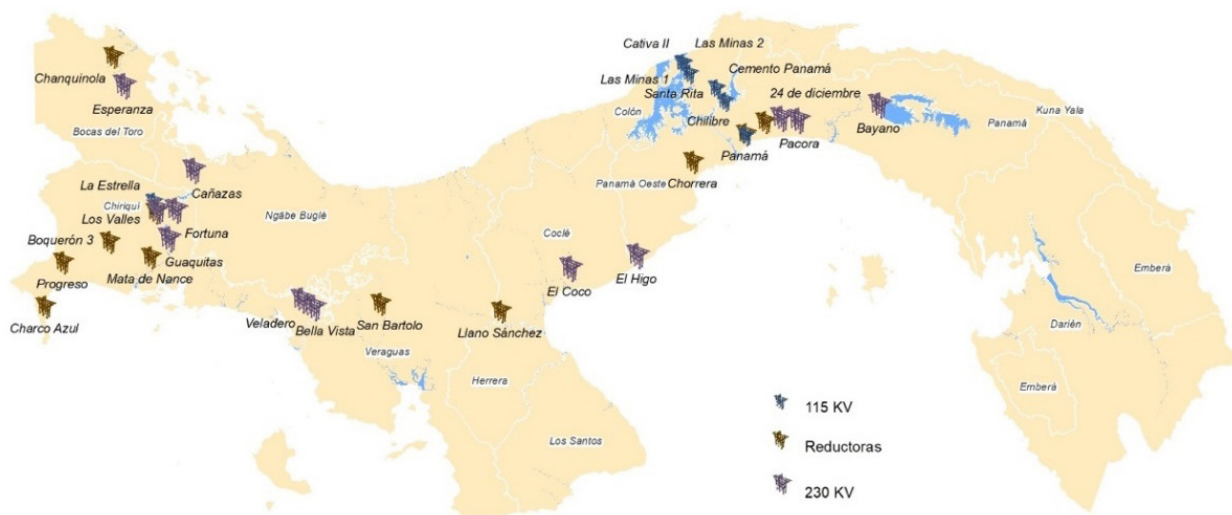 Cativa II
Las Minas 2
Chanquinola
Las Minas 1
Cemento Panamá
Esperanza
Santa Rita
24 de diciembre
Colón
Bocas del Toro
Chilibre
Bayano
Kuna Yala
Panamá
Panamá
Pacora
La Estrella
Cañazas
Panamá Oeste
Chorrera
Chiriquí
Los Valles
Ngäbe Buglé
Fortuna
Coclé
Boquerón 3
Guaquitas
El Higo
Mata de Nance
Progreso
El Coco
Emberá
Charco Azul
Veladero
Bella Vista
San Bartolo
Llano Sánchez
Darién
Veraguas
Herrera
Emberá
115 KV
Los Santos
Reductoras
230 KV